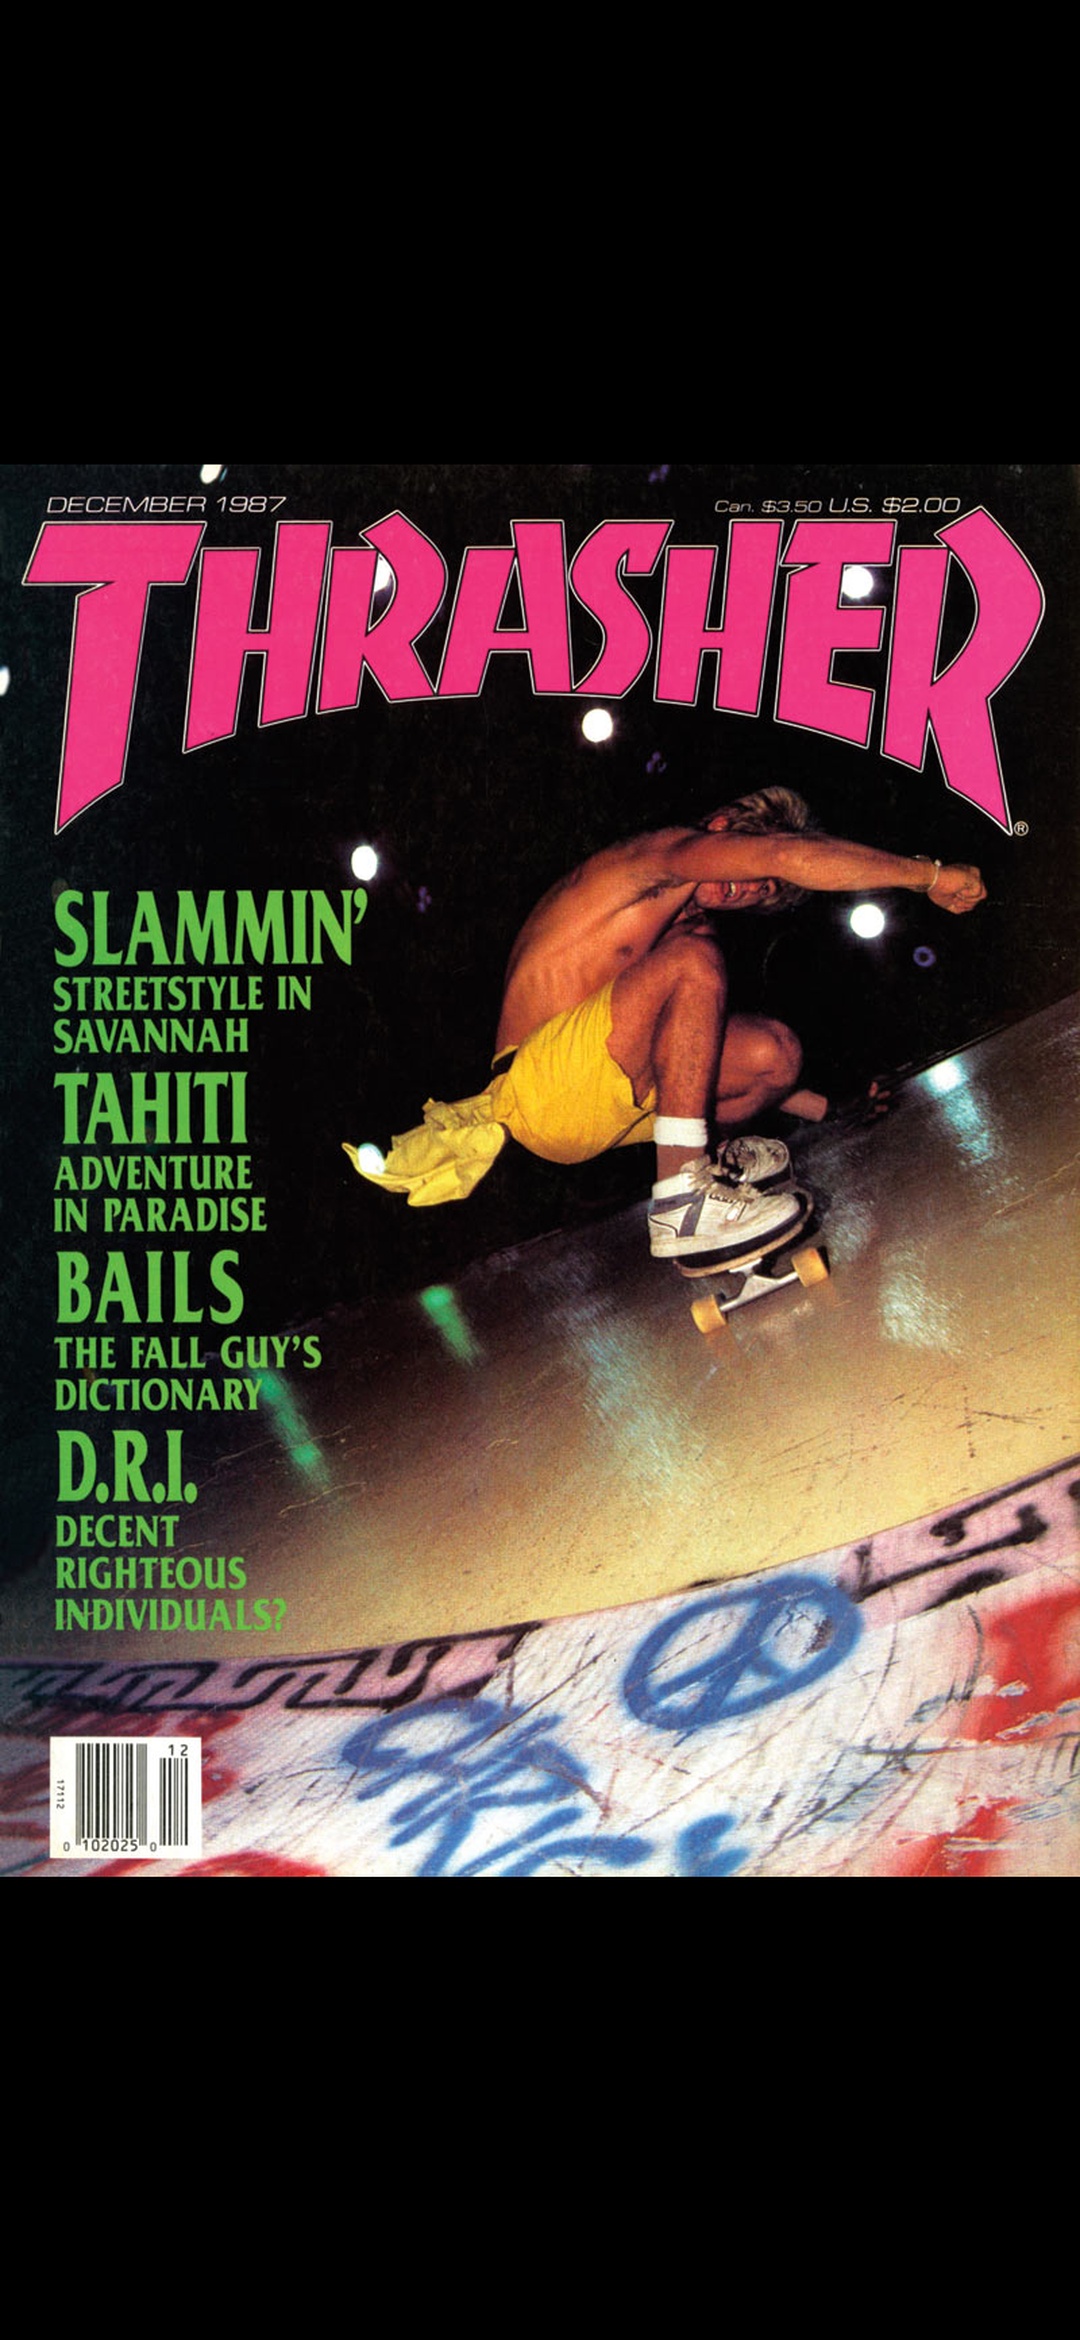 DECEMBER 1987
Can. $3.50 U.S. $2.00
THRASHER®
SLAMMIN'
STREETSTYLE IN
SAVANNAH
TAHITI
ADVENTURE
IN PARADISE
BAILS
THE FALL GUY'S
DICTIONARY
D.R.I.
DECENT
RIGHTEOUS
INDIVIDUALS?
12
17112
0 102025 0